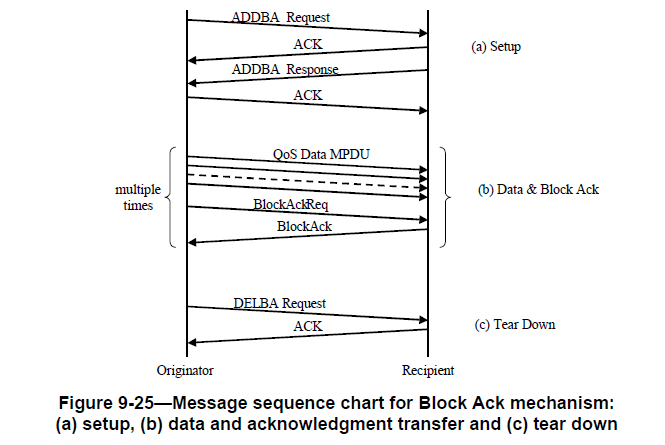 ADDBA Request
ACK
(a) Setup
ADDBA Response
ACK
QoS Data MPDU
multiple
times
(b) Data & Block Ack
BlockAckReq
BlockAck
DELBA Request
ACK
(c) Tear Down
Originator
Recipient
Figure 9-25—Message sequence chart for Block Ack mechanism:
(a) setup, (b) data and acknowledgment transfer and (c) tear down